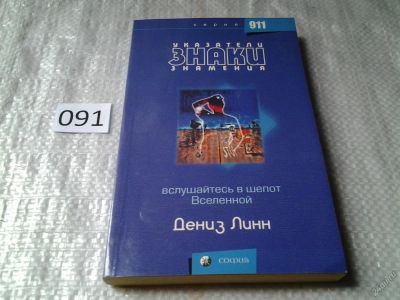 серия 911
УКАЗАТЕЛИ
ЗНАКИ
ЗНАМЕНИЯ
091
вслушайтесь в шепот
Вселенной
Дениз Линн
СОФИЯ